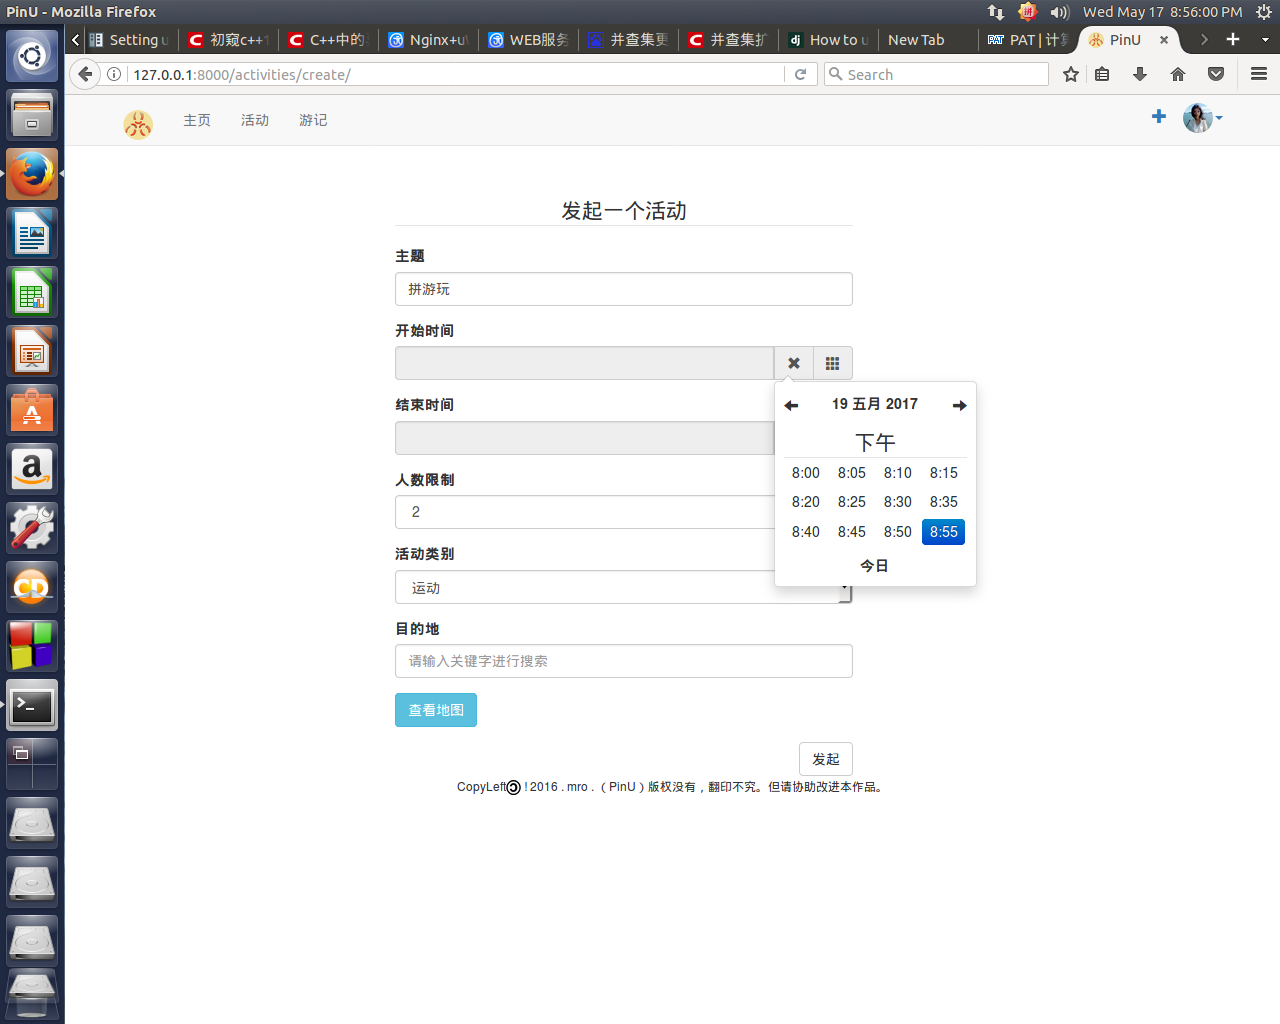 PinU - Mozilla Firefox
Wed May 17 8:56:00 PM
Setting u
初窥c++1
C++中的
Nginx+u
WEB服务
并查集更
并查集扩
How to u
New Tab
PAT | 计算
PinU
127.0.0.1:8000/activities/create/
Search
主页 活动 游记
发起一个活动
主题
拼游玩
开始时间
结束时间
人数限制
2
活动类别
运动
目的地
请输入关键字进行搜索
查看地图
发起
19 五月 2017
下午
8:00 8:05 8:10 8:15
8:20 8:25 8:30 8:35
8:40 8:45 8:50 8:55
今日
CopyLeft ! 2016 . mro . ( PinU ) 版权没有，翻印不究。但请协助改进本作品。